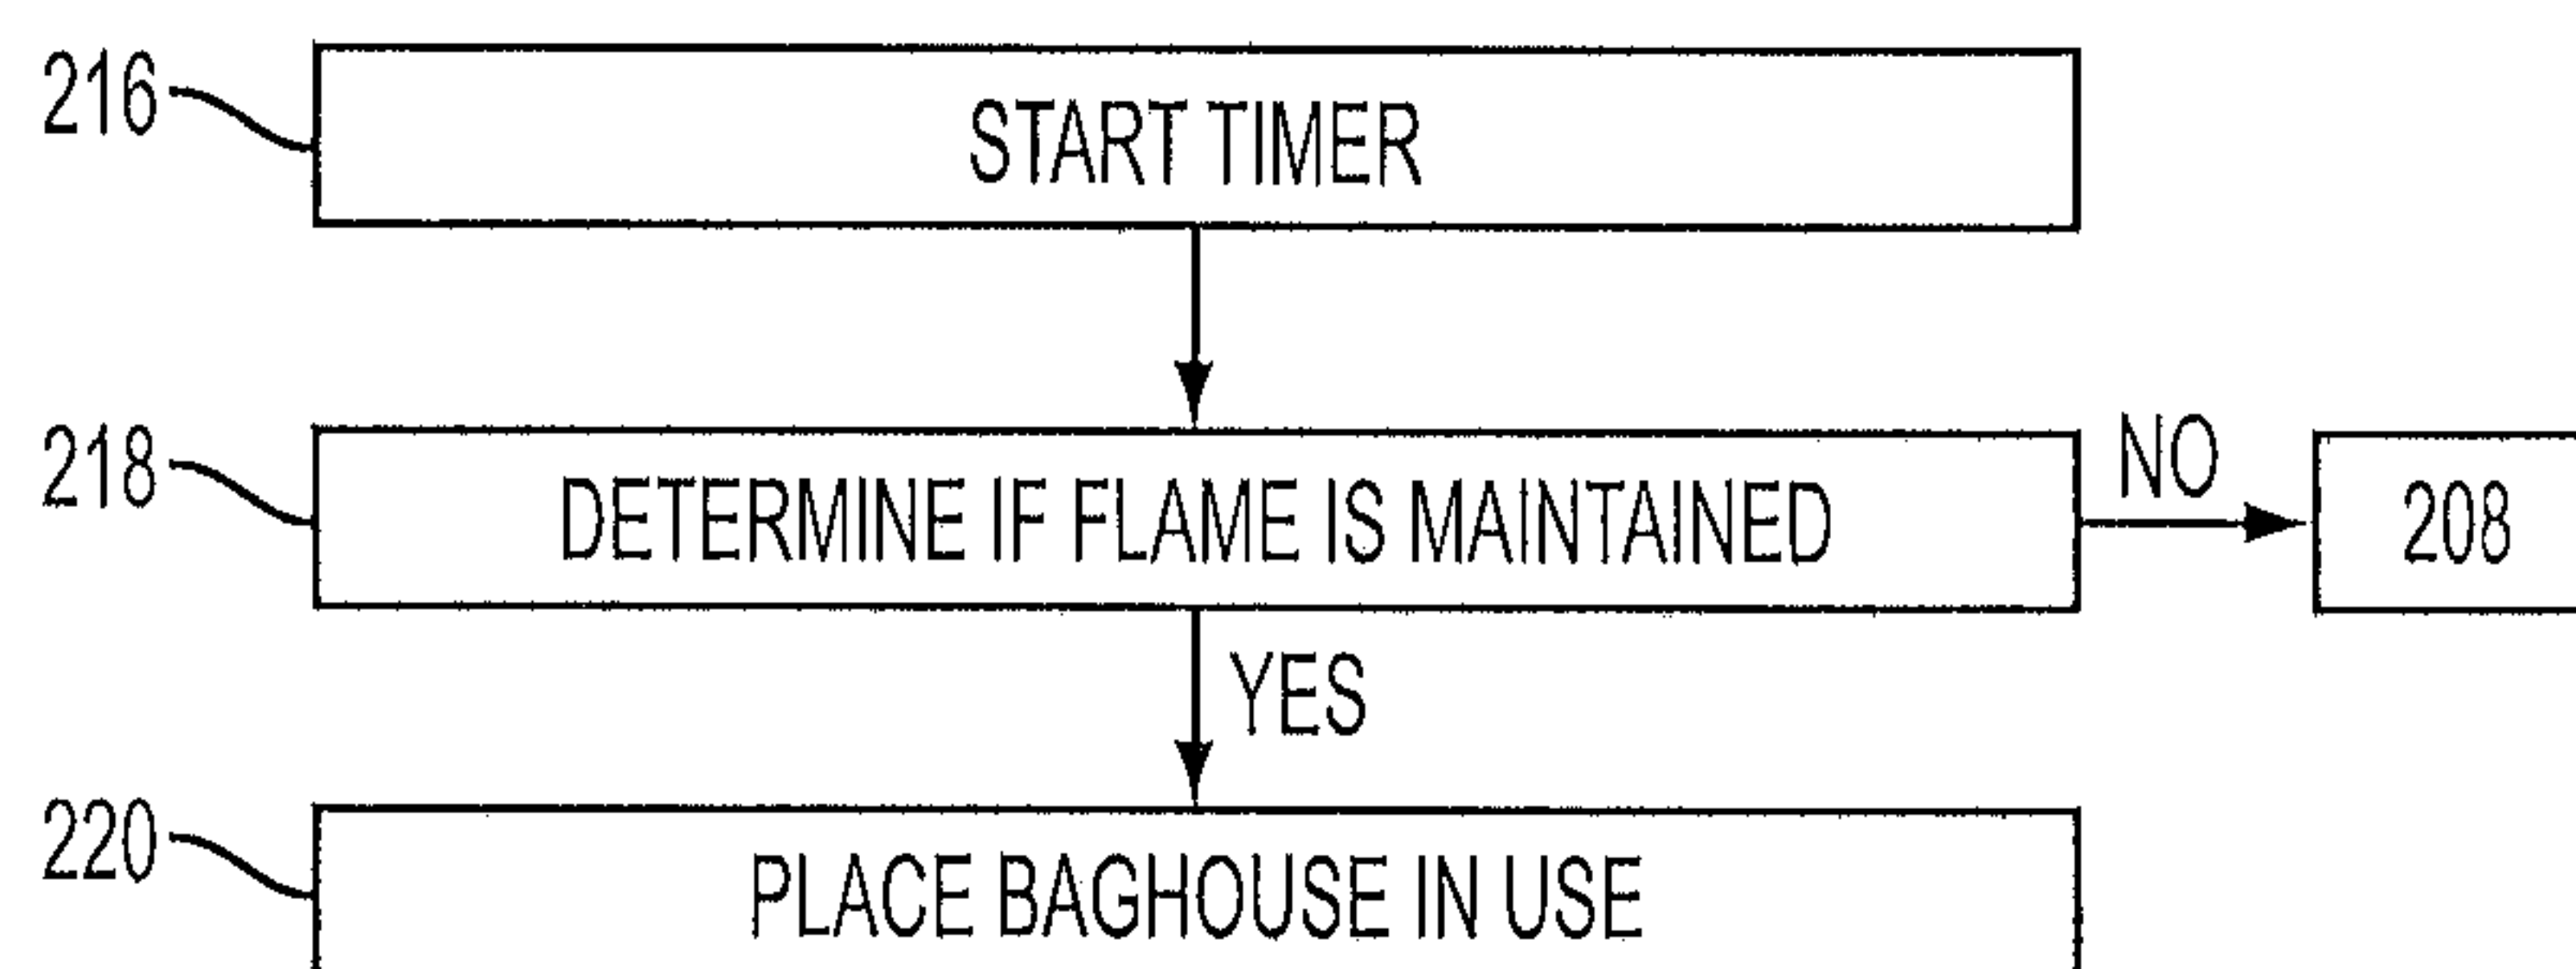 216
START TIMER
218
DETERMINE IF FLAME IS MAINTAINED
NO
208
YES
220
PLACE BAGHOUSE IN USE